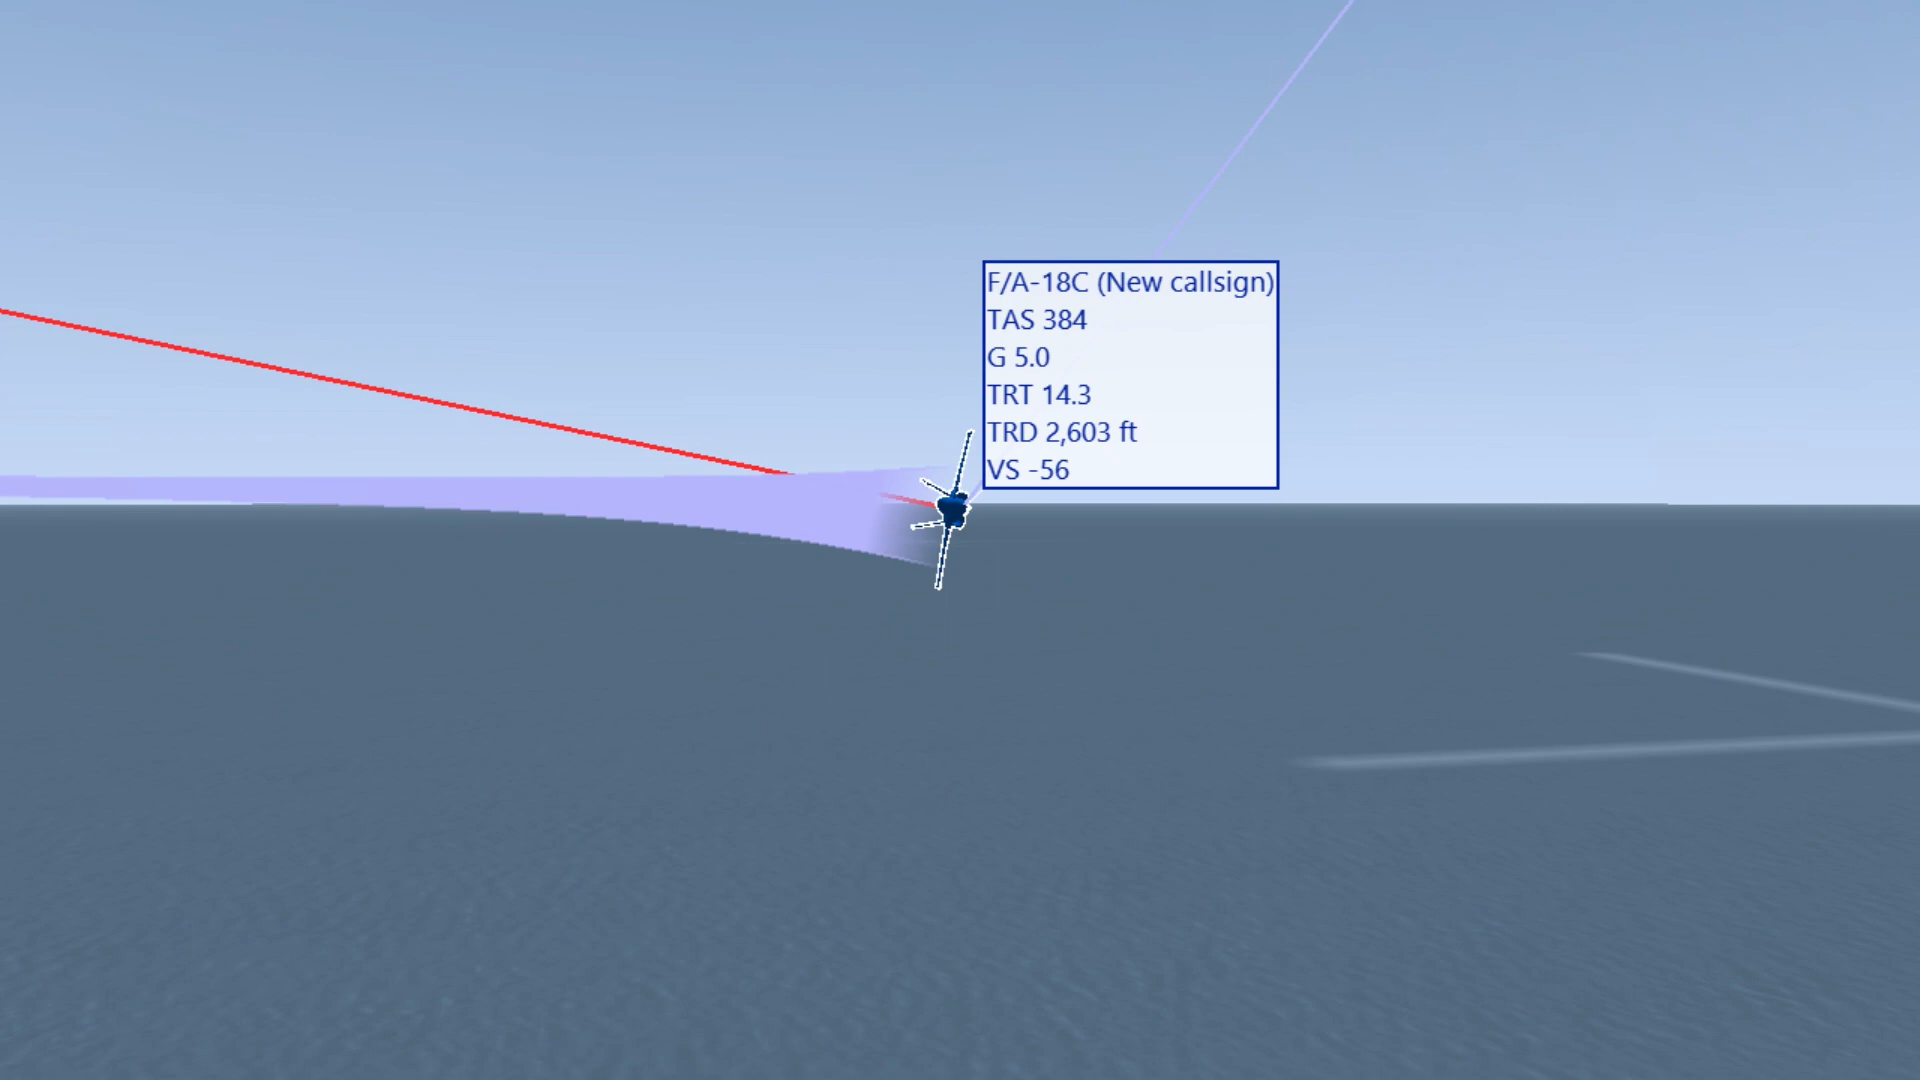 F/A-18C (New callsign)
TAS 384
G 5.0
TRT 14.3
TRD 2,603 ft
VS -56